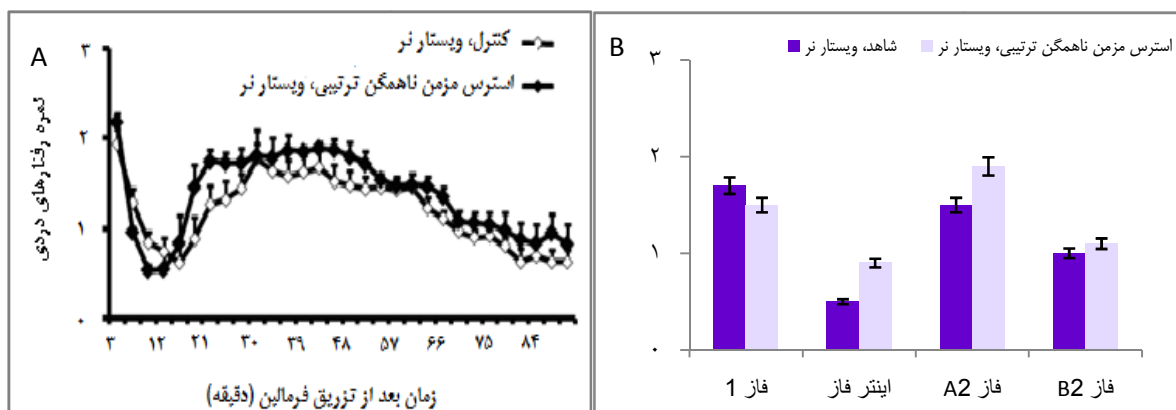 A
کنترل، ویستار نر
استرس مزمن ناهمگن ترتیبی، ویستار نر
نمره رفتارهای دردی
۳
۲
۱
۰
۳ ۱۲ ۲۱ ۳۰ ۳۹ ۴۸ ۵۷ ۶۶ ۷۵ ۸۴
زمان بعد از تزریق فرمالین (دقیقه)
B
شاهد، ویستار نر
استرس مزمن ناهمگن ترتیبی، ویستار نر
۳
۲
۱
۰
فاز 1
اینتر فاز
فاز A2
فاز B2